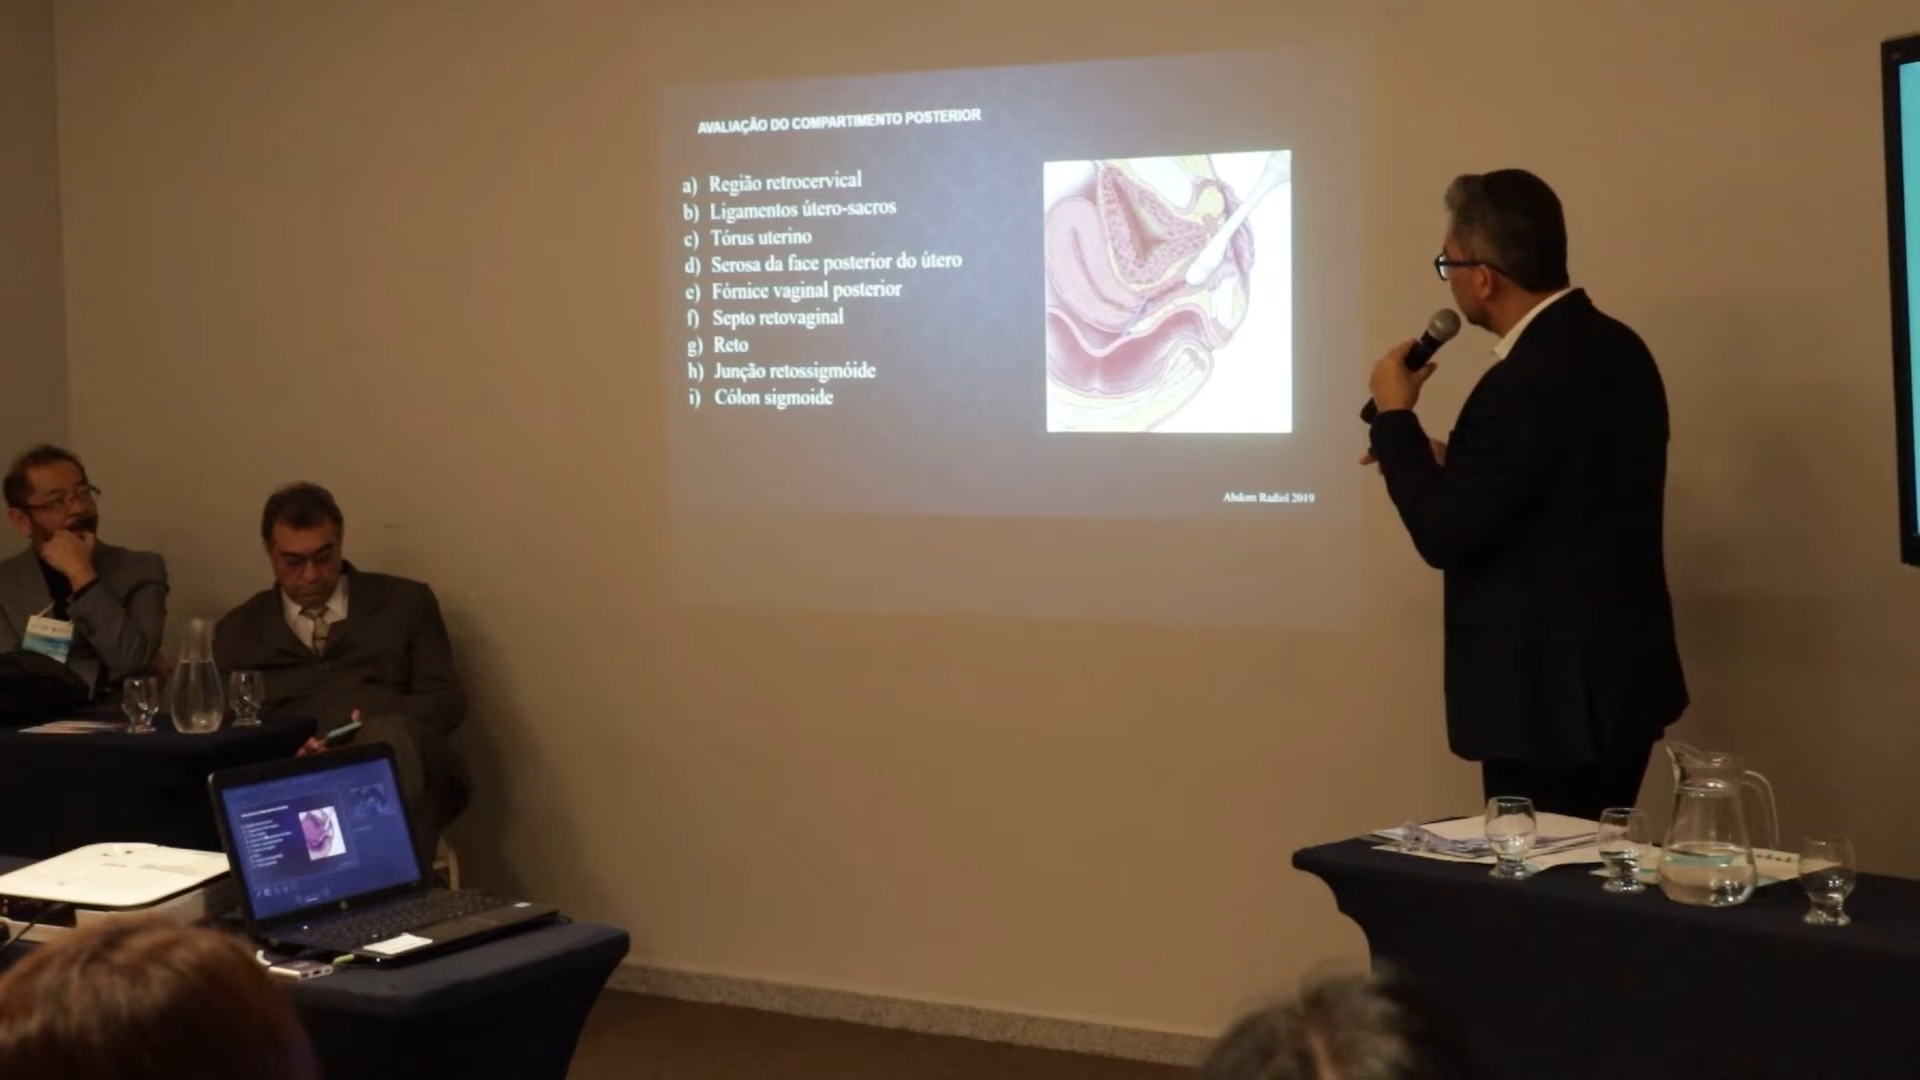 AVALIAÇÃO DO COMPARTIMENTO POSTERIOR
a) Região retrocervical
b) Ligamentos útero-sacros
c) Tórus uterino
d) Serosa da face posterior do útero
e) Fórnice vaginal posterior
f) Septo retovaginal
g) Reto
h) Junção retossigmóide
i) Cólon sigmoide
Abdom Radiol 2019